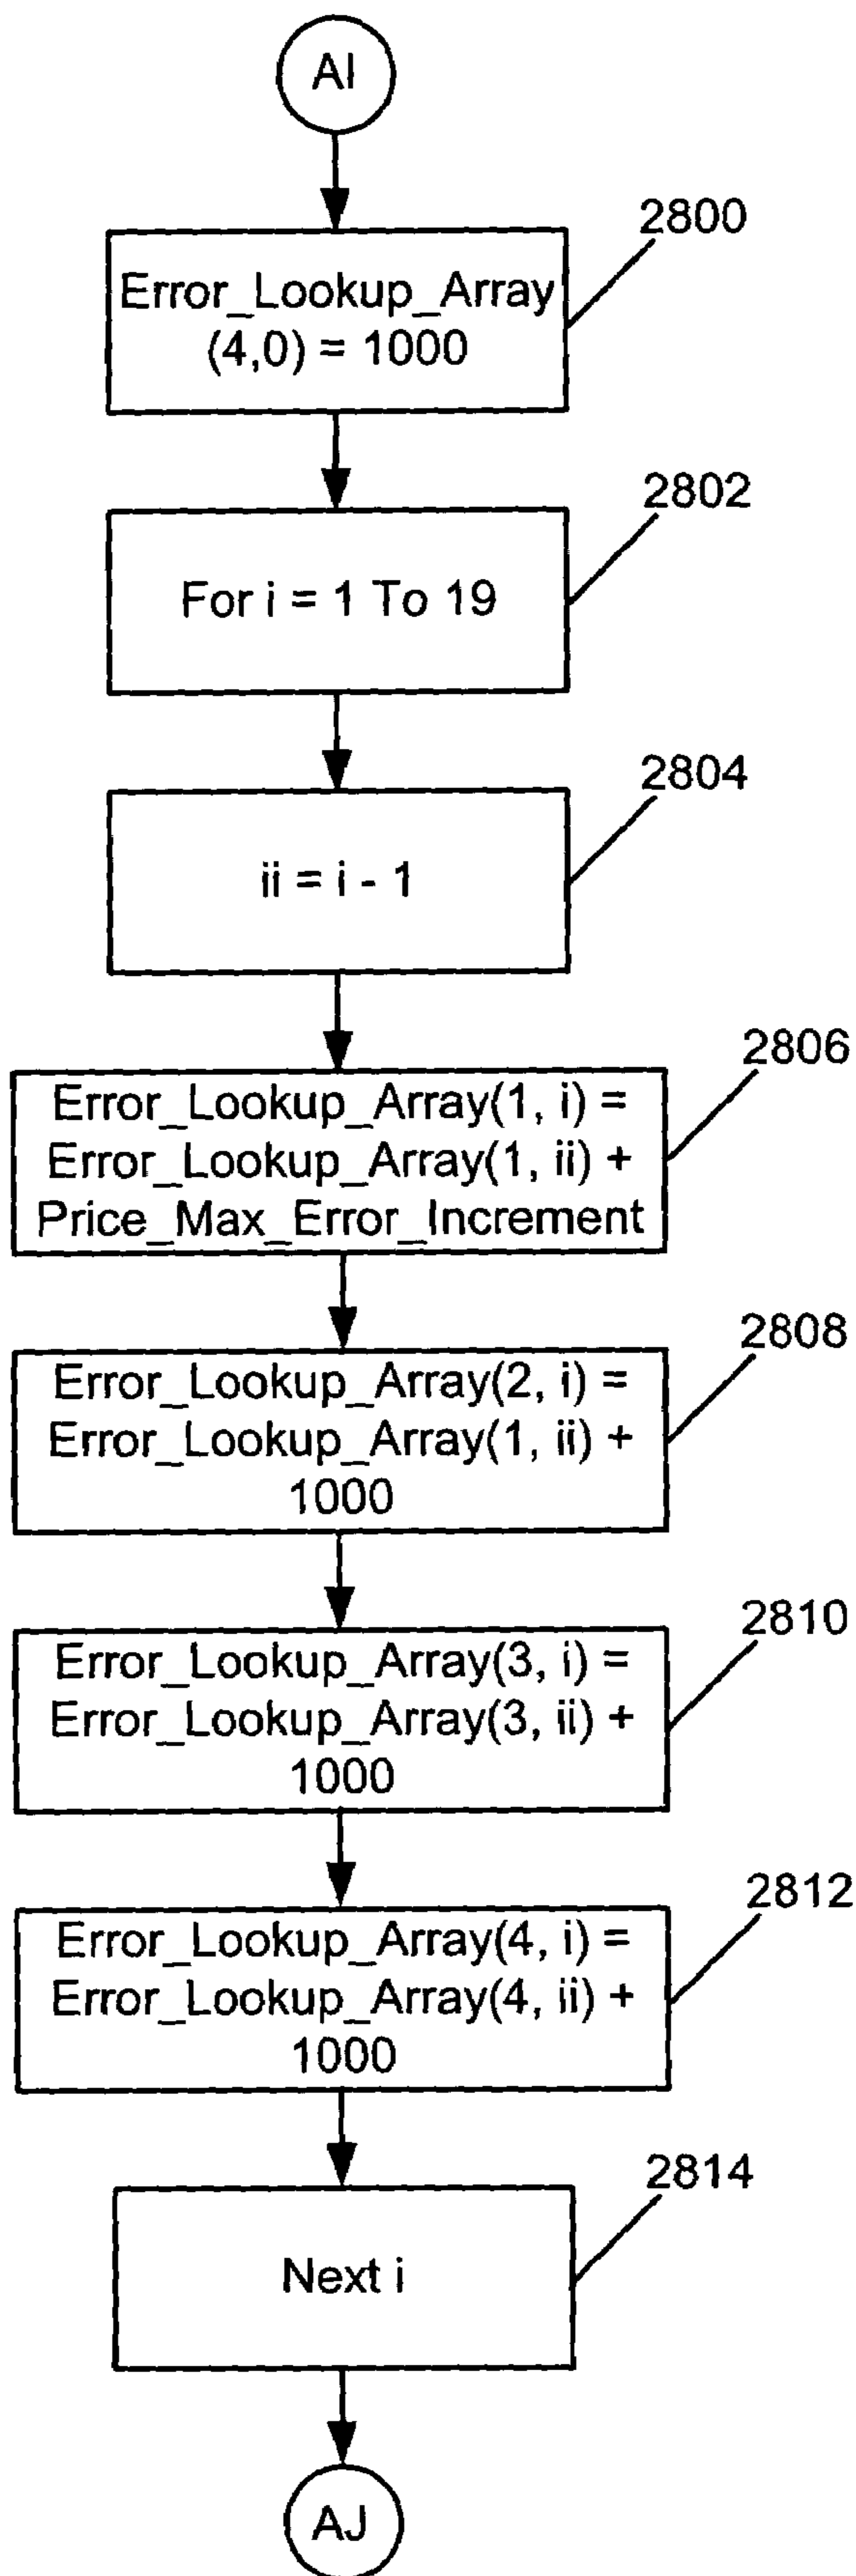 AI
2800
Error_Lookup_Array
(4,0) = 1000
2802
For i = 1 To 19
2804
ii = i - 1
2806
Error_Lookup_Array(1, i) =
Error_Lookup_Array(1, ii) +
Price_Max_Error_Increment
2808
Error_Lookup_Array(2, i) =
Error_Lookup_Array(1, ii) +
1000
2810
Error_Lookup_Array(3, i) =
Error_Lookup_Array(3, ii) +
1000
2812
Error_Lookup_Array(4, i) =
Error_Lookup_Array(4, ii) +
1000
2814
Next i
AJ